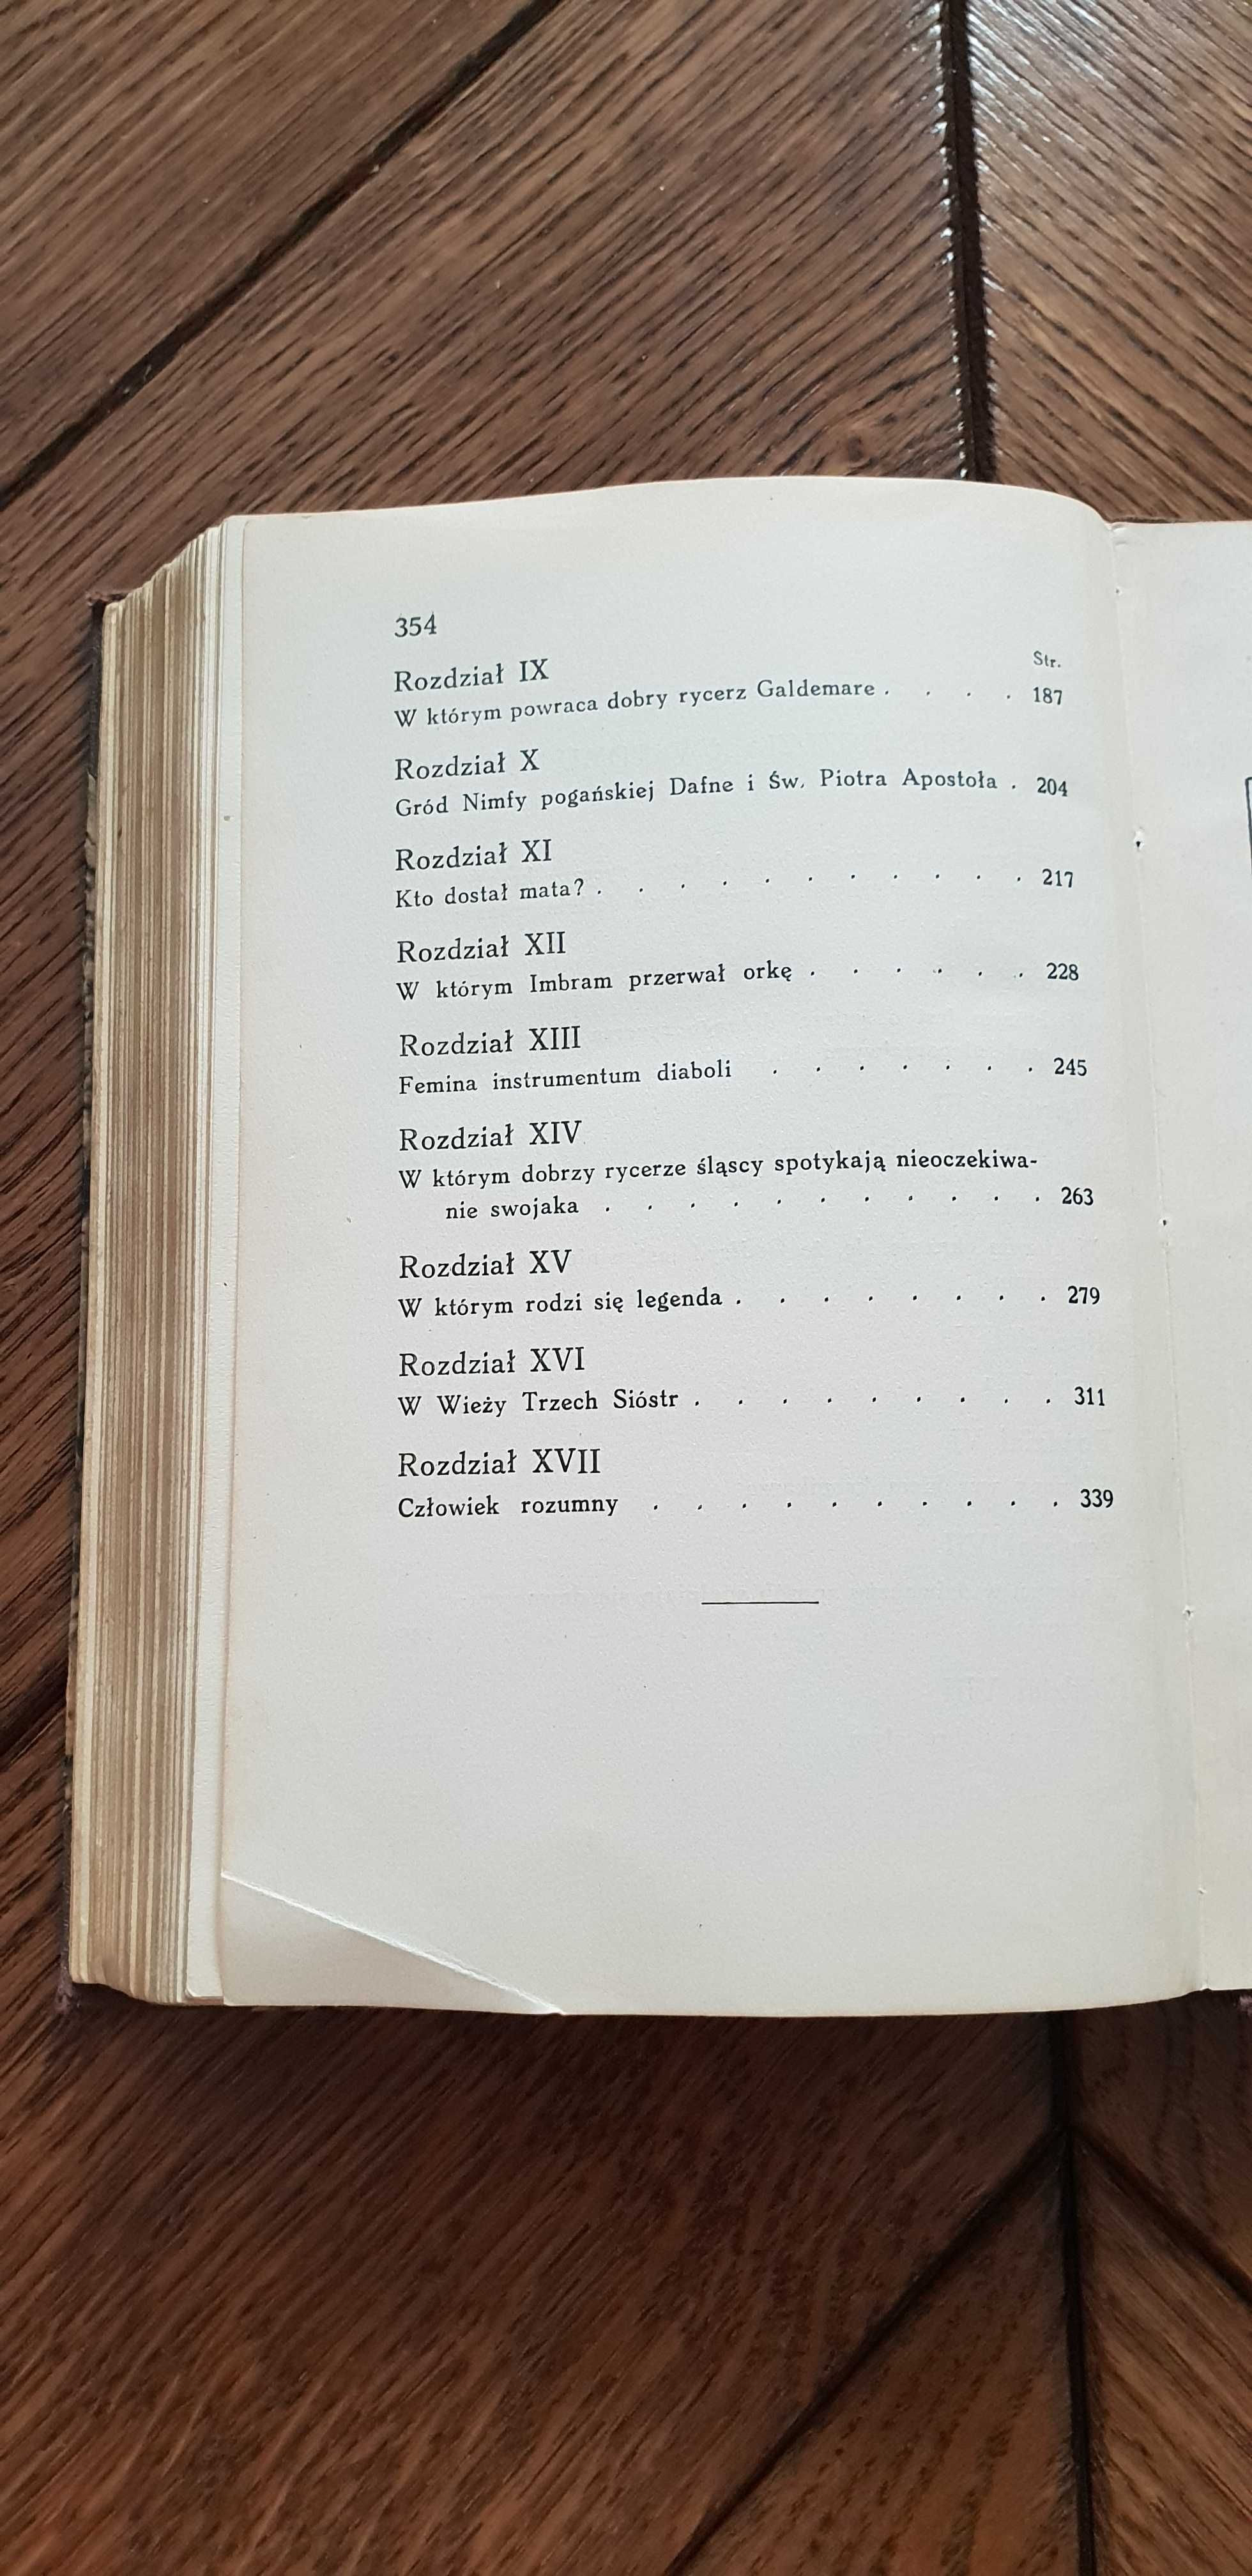 354
Str.
Rozdział IX
W którym powraca dobry rycerz Galdemare . . . . 187
Rozdział X
Gród Nimfy pogańskiej Dafne i Św. Piotra Apostoła . 204
Rozdział XI
Kto dostał mata? . . . . . . . . . . . 217
Rozdział XII
W którym Imbram przerwał orkę . . . . . . 228
Rozdział XIII
Femina instrumentum diaboli . . . . . . . 245
Rozdział XIV
W którym dobrzy rycerze śląscy spotykają nieoczekiwa-
nie swojaka . . . . . . . . . . . 263
Rozdział XV
W którym rodzi się legenda . . . . . . . . 279
Rozdział XVI
W Wieży Trzech Sióstr . . . . . . . . . 311
Rozdział XVII
Człowiek rozumny . . . . . . . . . . 339